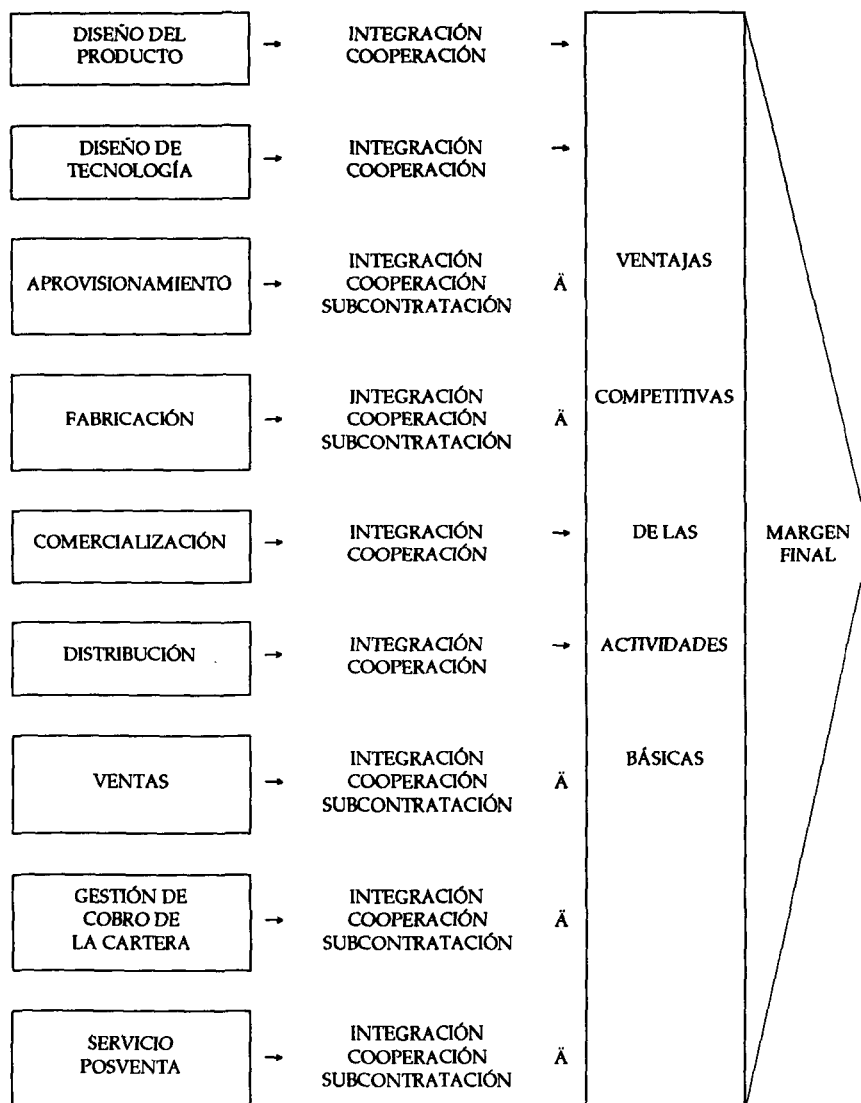 DISEÑO DEL
PRODUCTO
→
INTEGRACIÓN
COOPERACIÓN
→
DISEÑO DE
TECNOLOGÍA
→
INTEGRACIÓN
COOPERACIÓN
→
APROVISIONAMIENTO
→
INTEGRACIÓN
COOPERACIÓN
SUBCONTRATACIÓN
Ä
VENTAJAS
FABRICACIÓN
→
INTEGRACIÓN
COOPERACIÓN
SUBCONTRATACIÓN
Ä
COMPETITIVAS
COMERCIALIZACIÓN
→
INTEGRACIÓN
COOPERACIÓN
→
DE LAS
MARGEN
FINAL
DISTRIBUCIÓN
→
INTEGRACIÓN
COOPERACIÓN
→
ACTIVIDADES
VENTAS
→
INTEGRACIÓN
COOPERACIÓN
SUBCONTRATACIÓN
Ä
BÁSICAS
GESTIÓN DE
COBRO DE
LA CARTERA
→
INTEGRACIÓN
COOPERACIÓN
SUBCONTRATACIÓN
Ä
SERVICIO
POSVENTA
→
INTEGRACIÓN
COOPERACIÓN
SUBCONTRATACIÓN
Ä